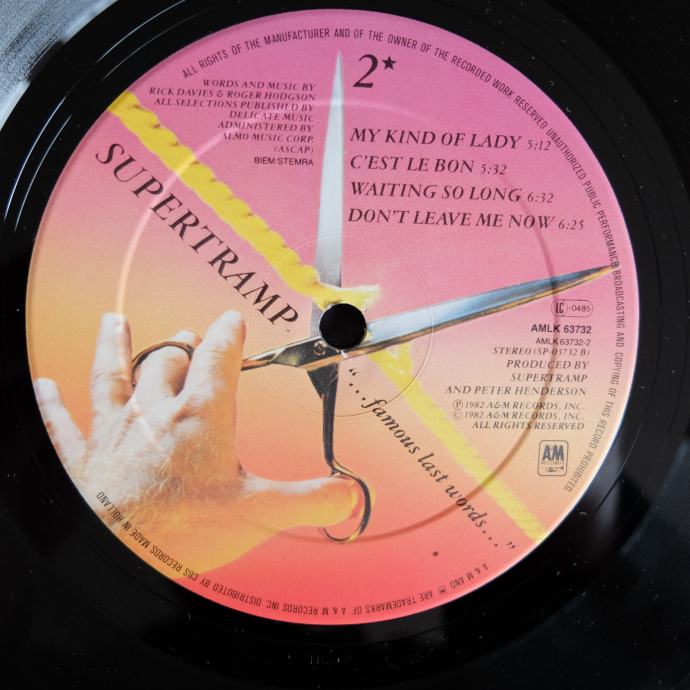 ALL RIGHTS OF THE MANUFACTURER AND OF THE OWNER OF THE RECORDED WORK RESERVED UNAUTHORIZED PUBLIC PERFORMANCE BROADCASTING AND COPYING OF THIS RECORD PROHIBITED
2★
WORDS AND MUSIC BY
RICK DAVIES & ROGER HODGSON
ALL SELECTIONS PUBLISHED BY
DELICATE MUSIC
ADMINISTERED BY
ALMO MUSIC CORP.
(ASCAP)
BIEM/STEMRA
MY KIND OF LADY 5:12
C'EST LE BON 5:32
WAITING SO LONG 6:32
DON'T LEAVE ME NOW 6:25
SUPERTRAMP
"...famous last words..."
LC 0485
AMLK 63732
AMLK 63732-2
STEREO (SP-03732 B)
PRODUCED BY
SUPERTRAMP
AND PETER HENDERSON
℗ 1982 A&M RECORDS, INC.
© 1982 A&M RECORDS, INC.
ALL RIGHTS RESERVED
A&M
RECORDS
A & M AND A&M ARE TRADEMARKS OF A & M RECORDS INC. DISTRIBUTED BY CBS RECORDS MADE IN HOLLAND